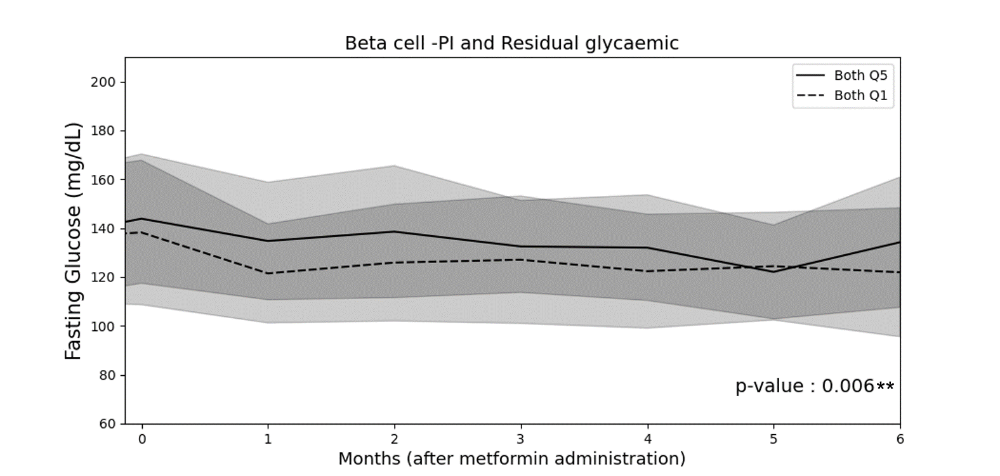 Beta cell -PI and Residual glycaemic
Both Q5
Both Q1
Fasting Glucose (mg/dL)
200
180
160
140
120
100
80
60
p-value : 0.006**
0 1 2 3 4 5 6
Months (after metformin administration)